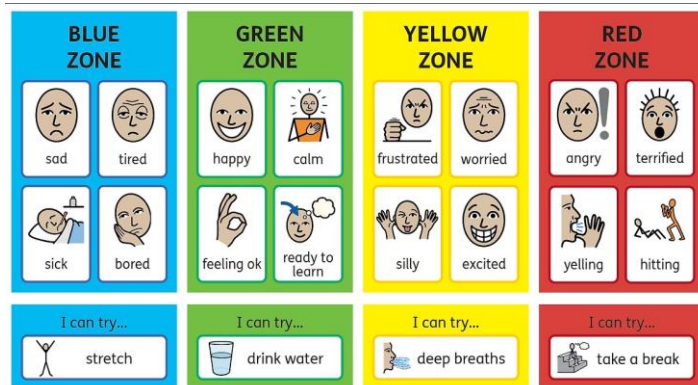 BLUE
ZONE
sad
tired
sick
bored
I can try...
stretch
GREEN
ZONE
happy
calm
feeling ok
ready to
learn
I can try...
drink water
YELLOW
ZONE
frustrated
worried
silly
excited
I can try...
deep breaths
RED
ZONE
angry
terrified
yelling
hitting
I can try...
take a break